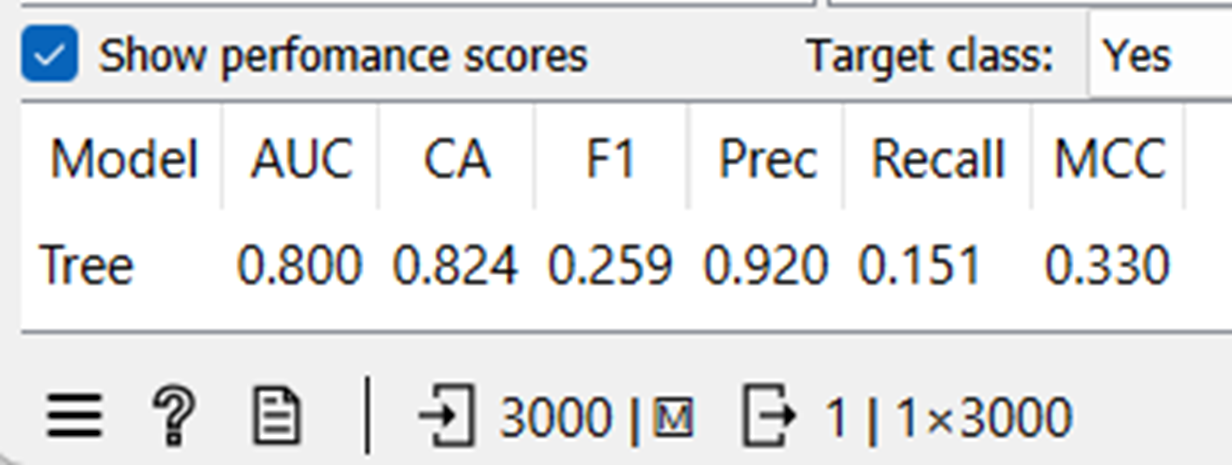 Show perfomance scores Target class: Yes
Model AUC CA F1 Prec Recall MCC
Tree 0.800 0.824 0.259 0.920 0.151 0.330
? | 3000 | M 1 | 1×3000